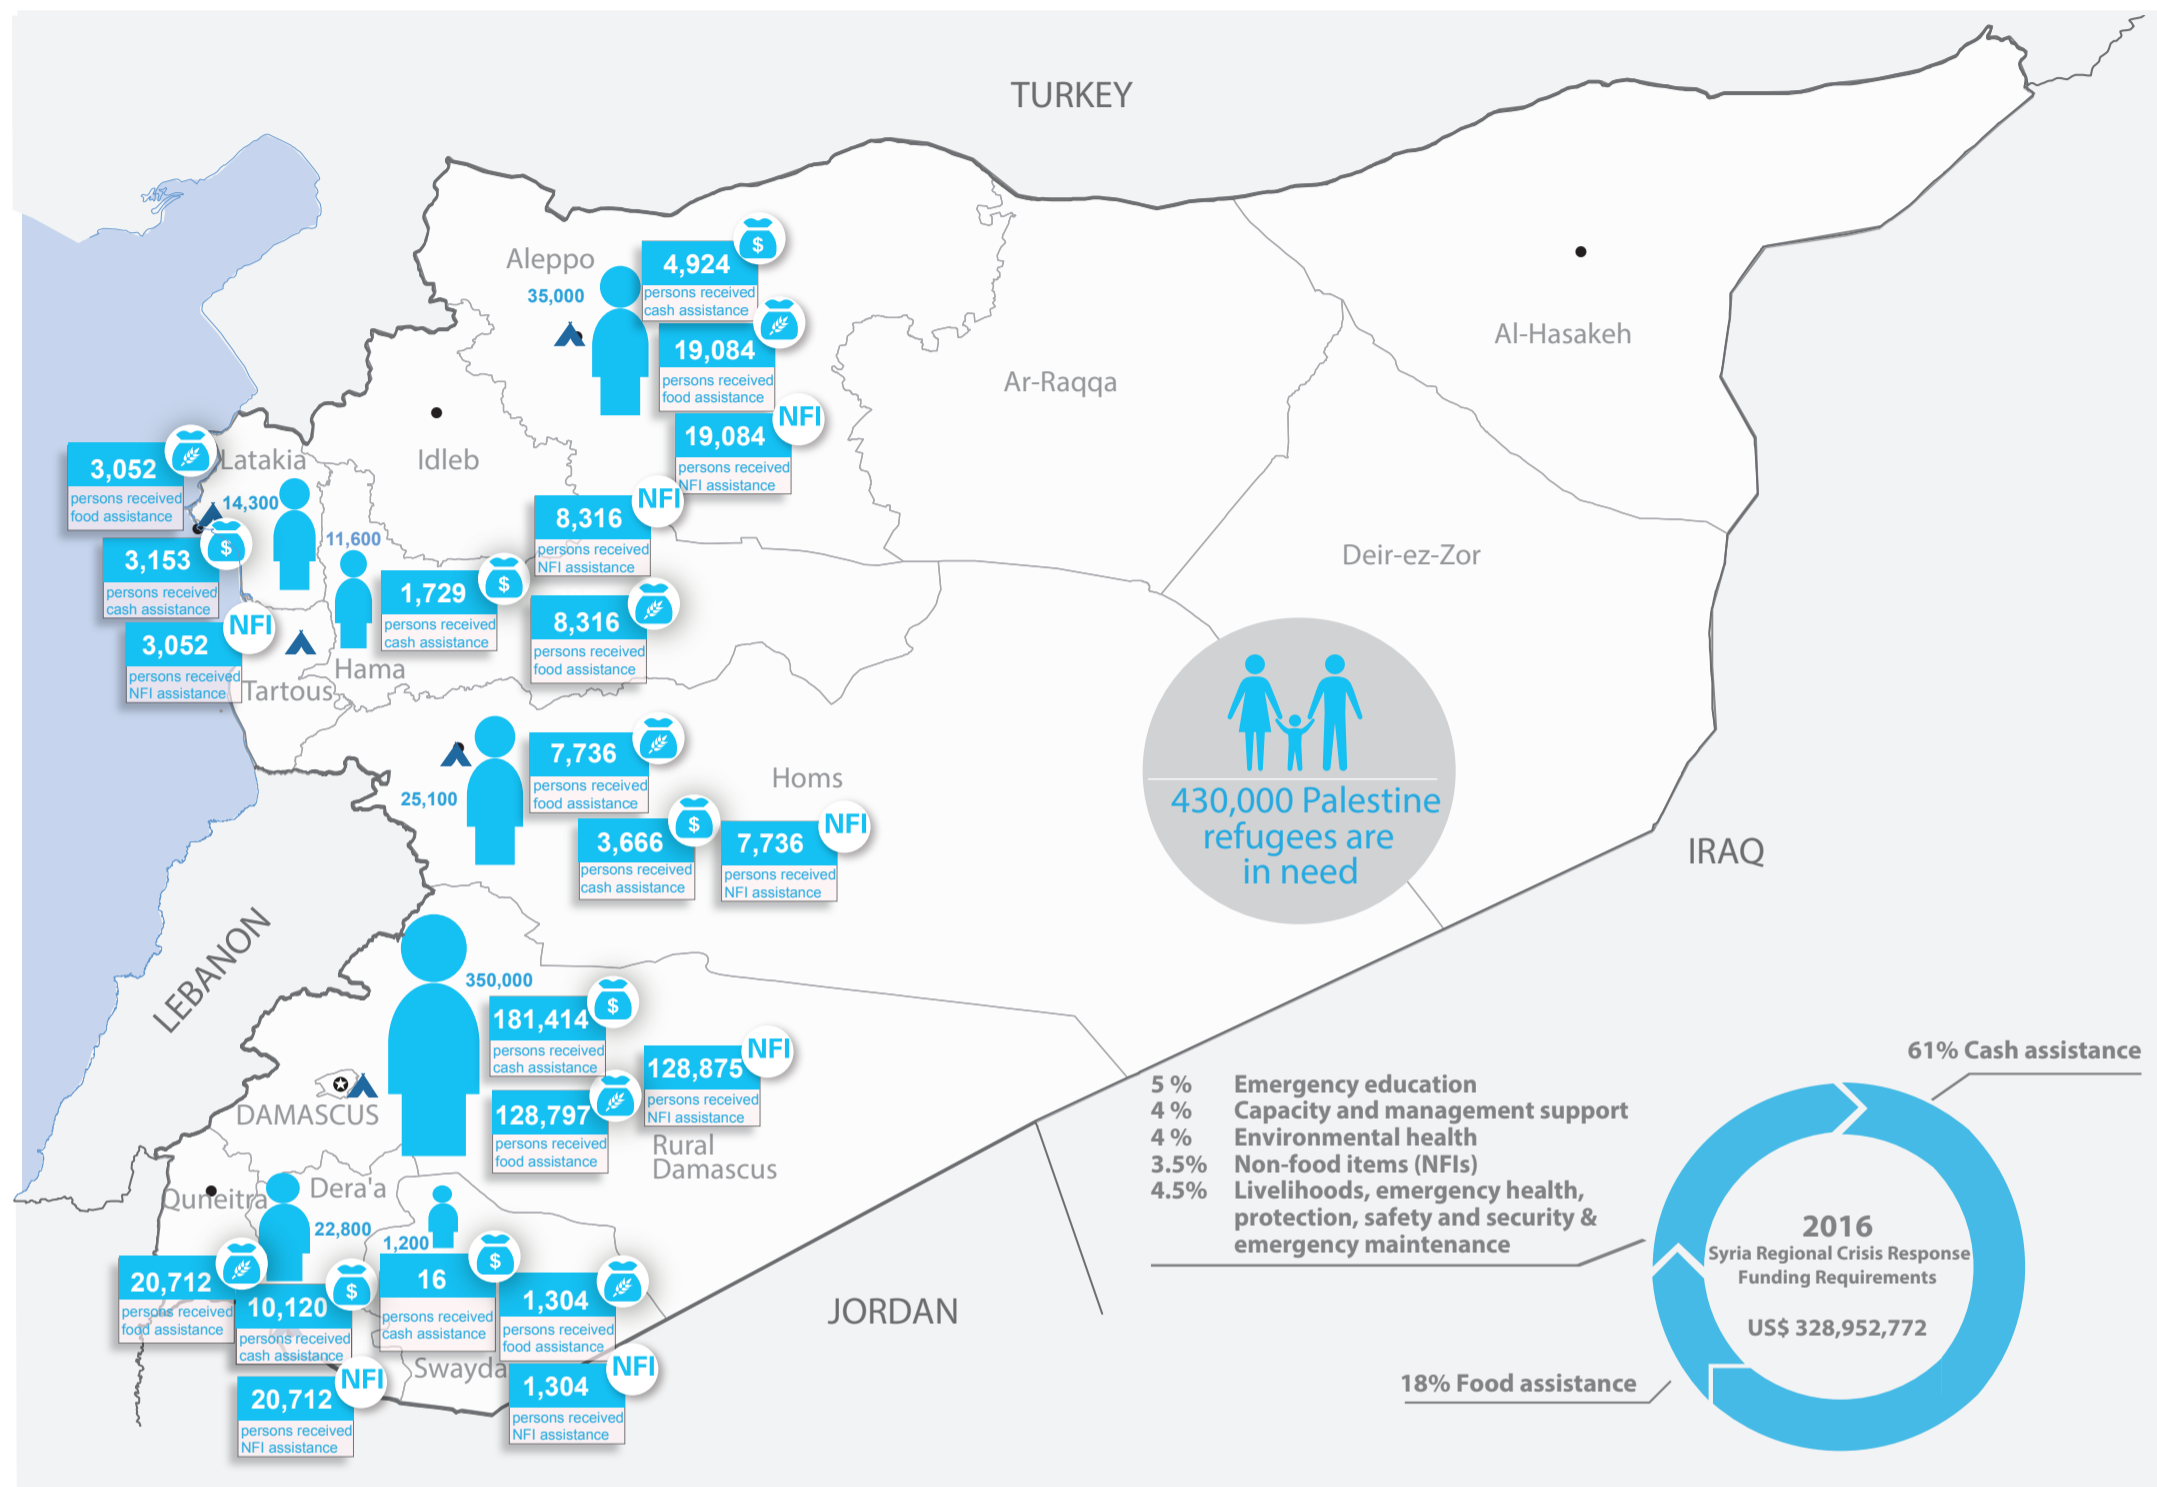 TURKEY
Aleppo
35,000
$
4,924
persons received
cash assistance
19,084
persons received
food assistance
NFI
19,084
persons received
NFI assistance
Al-Hasakeh
Ar-Raqqa
Idleb
Deir-ez-Zor
Latakia
14,300
3,052
persons received
food assistance
$
3,153
persons received
cash assistance
NFI
3,052
persons received
NFI assistance
11,600
$
1,729
persons received
cash assistance
NFI
8,316
persons received
NFI assistance
8,316
persons received
food assistance
Hama
Tartous
25,100
7,736
persons received
food assistance
Homs
$
3,666
persons received
cash assistance
NFI
7,736
persons received
NFI assistance
430,000 Palestine
refugees are
in need
IRAQ
LEBANON
350,000
$
181,414
persons received
cash assistance
NFI
128,875
persons received
NFI assistance
128,797
persons received
food assistance
DAMASCUS
Rural
Damascus
Quneitra
Dera'a
22,800
1,200
20,712
persons received
food assistance
$
10,120
persons received
cash assistance
NFI
20,712
persons received
NFI assistance
$
16
persons received
cash assistance
1,304
persons received
food assistance
Swayda
NFI
1,304
persons received
NFI assistance
JORDAN
61% Cash assistance
5 % Emergency education
4 % Capacity and management support
4 % Environmental health
3.5% Non-food items (NFIs)
4.5% Livelihoods, emergency health,
protection, safety and security &
emergency maintenance
2016
Syria Regional Crisis Response
Funding Requirements
US$ 328,952,772
18% Food assistance